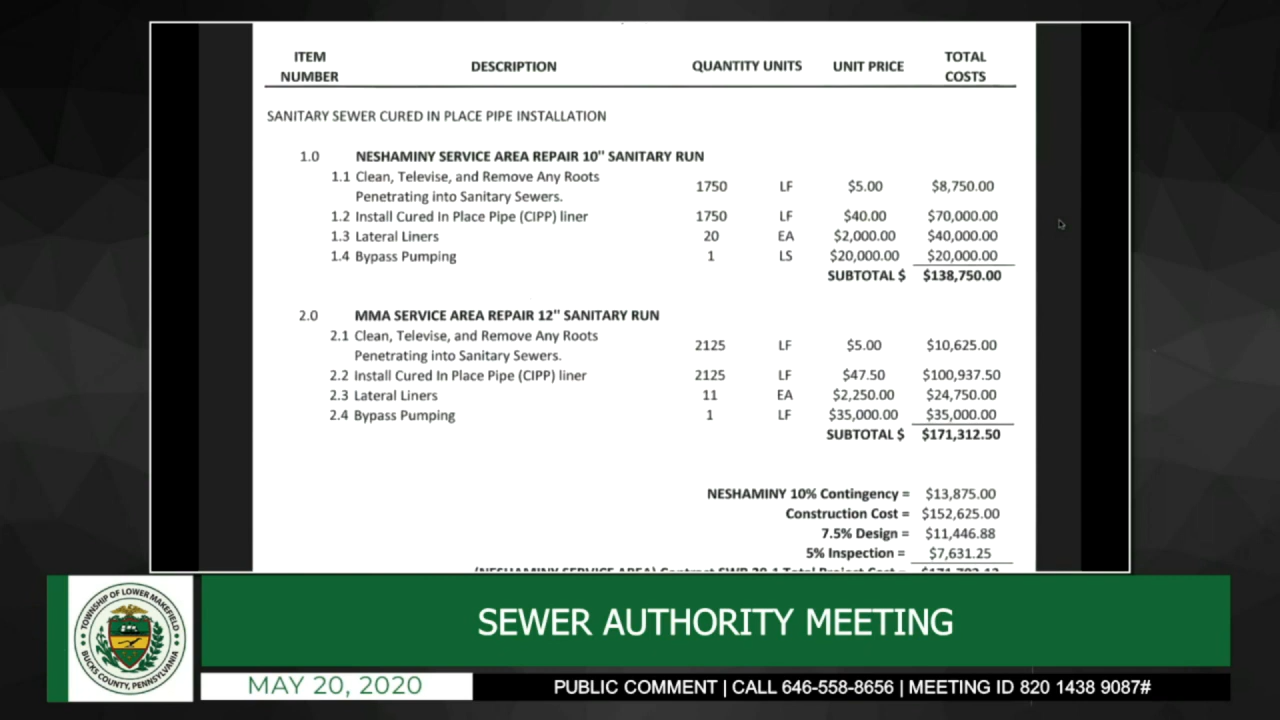 ITEM NUMBER DESCRIPTION QUANTITY UNITS UNIT PRICE TOTAL COSTS
SANITARY SEWER CURED IN PLACE PIPE INSTALLATION
1.0 NESHAMINY SERVICE AREA REPAIR 10" SANITARY RUN
1.1 Clean, Televise, and Remove Any Roots
Penetrating into Sanitary Sewers. 1750 LF $5.00 $8,750.00
1.2 Install Cured In Place Pipe (CIPP) liner 1750 LF $40.00 $70,000.00
1.3 Lateral Liners 20 EA $2,000.00 $40,000.00
1.4 Bypass Pumping 1 LS $20,000.00 $20,000.00
SUBTOTAL $ $138,750.00
2.0 MMA SERVICE AREA REPAIR 12" SANITARY RUN
2.1 Clean, Televise, and Remove Any Roots
Penetrating into Sanitary Sewers. 2125 LF $5.00 $10,625.00
2.2 Install Cured In Place Pipe (CIPP) liner 2125 LF $47.50 $100,937.50
2.3 Lateral Liners 11 EA $2,250.00 $24,750.00
2.4 Bypass Pumping 1 LF $35,000.00 $35,000.00
SUBTOTAL $ $171,312.50
NESHAMINY 10% Contingency = $13,875.00
Construction Cost = $152,625.00
7.5% Design = $11,446.88
5% Inspection = $7,631.25
TOWNSHIP OF LOWER MAKEFIELD
BUCKS COUNTY, PENNSYLVANIA
SEWER AUTHORITY MEETING
MAY 20, 2020
PUBLIC COMMENT | CALL 646-558-8656 | MEETING ID 820 1438 9087#